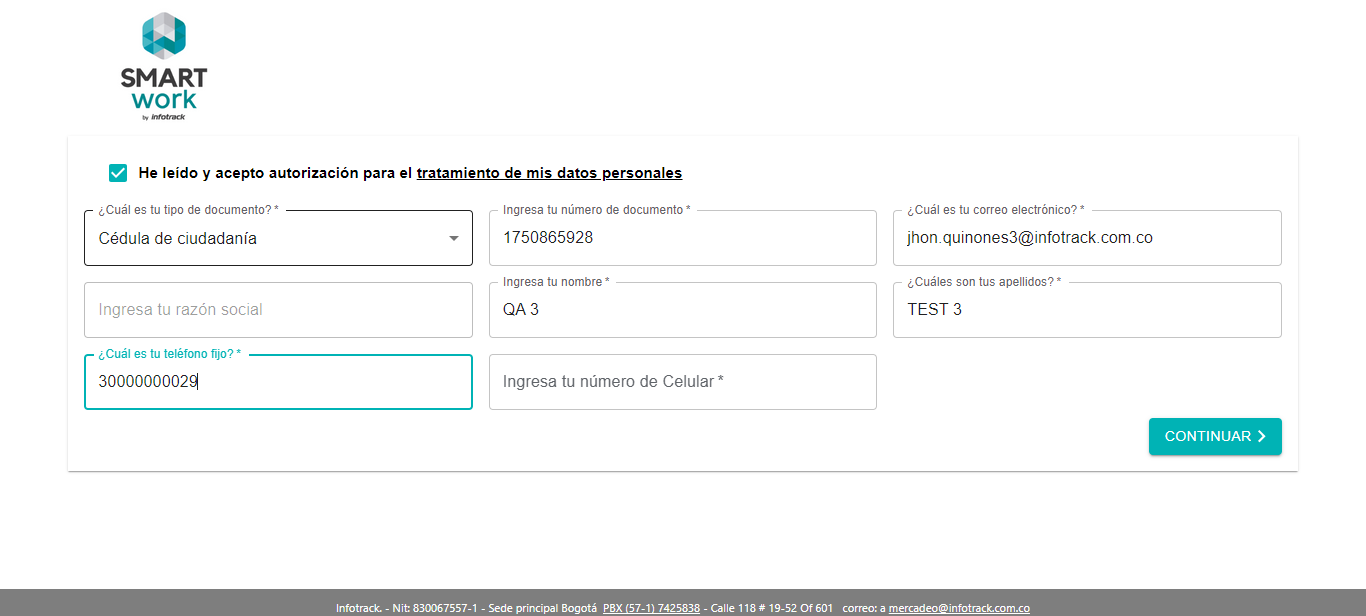 SMART
work
by infotrack
He leído y acepto autorización para el tratamiento de mis datos personales
¿Cuál es tu tipo de documento? *
Cédula de ciudadanía
Ingresa tu número de documento *
1750865928
¿Cuál es tu correo electrónico? *
jhon.quinones3@infotrack.com.co
Ingresa tu razón social
Ingresa tu nombre *
QA 3
¿Cuáles son tus apellidos? *
TEST 3
¿Cuál es tu teléfono fijo? *
30000000029
Ingresa tu número de Celular *
CONTINUAR
Infotrack. - Nit: 830067557-1 - Sede principal Bogotá PBX (57-1) 7425838 - Calle 118 # 19-52 Of 601 correo: a mercadeo@infotrack.com.co